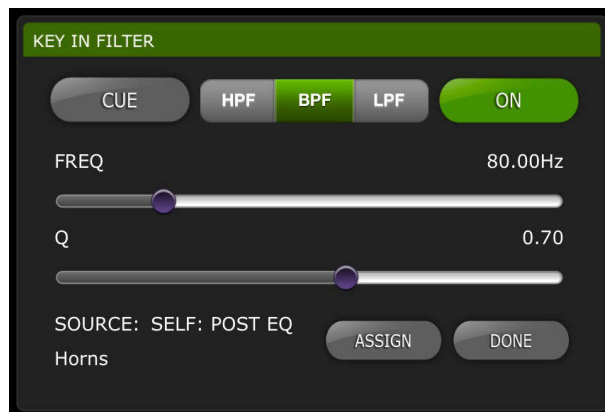 KEY IN FILTER
CUE HPF BPF LPF ON
FREQ 80.00Hz
Q 0.70
SOURCE: SELF: POST EQ
Horns
ASSIGN DONE